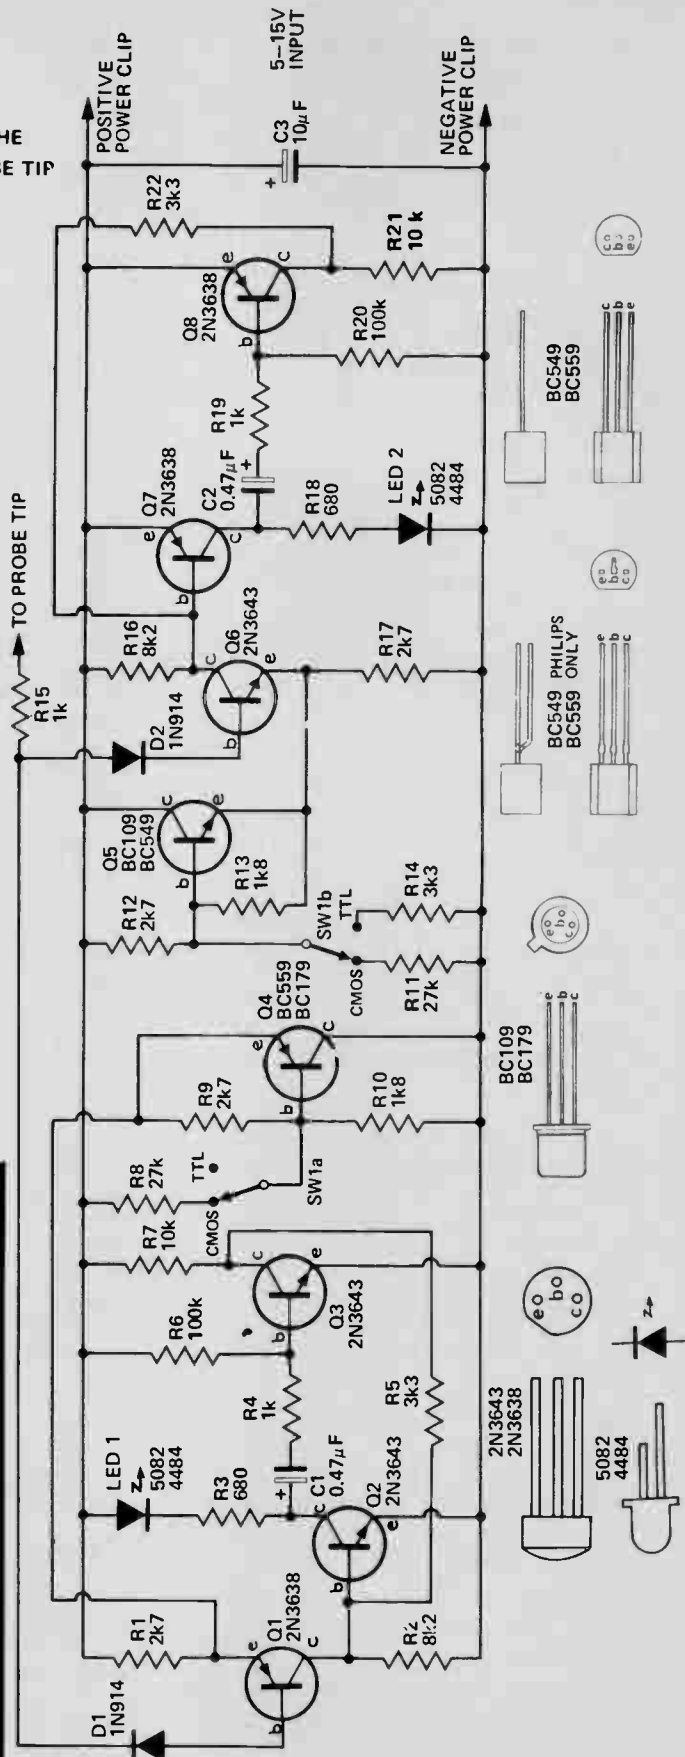 HE
BE TIP
POSITIVE
POWER CLIP
5–15V
INPUT
TO PROBE TIP
NEGATIVE
POWER CLIP
D1
1N914
R1
2k7
Q1
2N3638
e
c
b
R2
8k2
LED 1
5082
4484
R3
680
+
C1
0.47µF
Q2
2N3643
c
b
e
R4
1k
R5
3k3
R6
100k
R7
10k
Q3
2N3643
c
b
e
R8
27k
TTL
CMOS
SW1a
R9
2k7
R10
1k8
Q4
BC559
BC179
e
b
c
R12
2k7
Q5
BC109
BC549
c
b
e
R13
1k8
SW1b
TTL
CMOS
R11
27k
R14
3k3
R15
1k
D2
1N914
R16
8k2
Q6
2N3643
c
b
e
R17
2k7
Q7
2N3638
e
b
c
C2
0.47µF
+
R18
680
LED 2
5082
4484
R19
1k
Q8
2N3638
e
b
c
R20
100k
R21
10 k
R22
3k3
C3
10µF
+
2N3643
2N3638
e
b
c
5082
4484
BC109
BC179
e
b
c
e
b
c
BC549 PHILIPS
BC559 ONLY
e
b
c
e
b
c
BC549
BC559
c
b
e
c
b
e